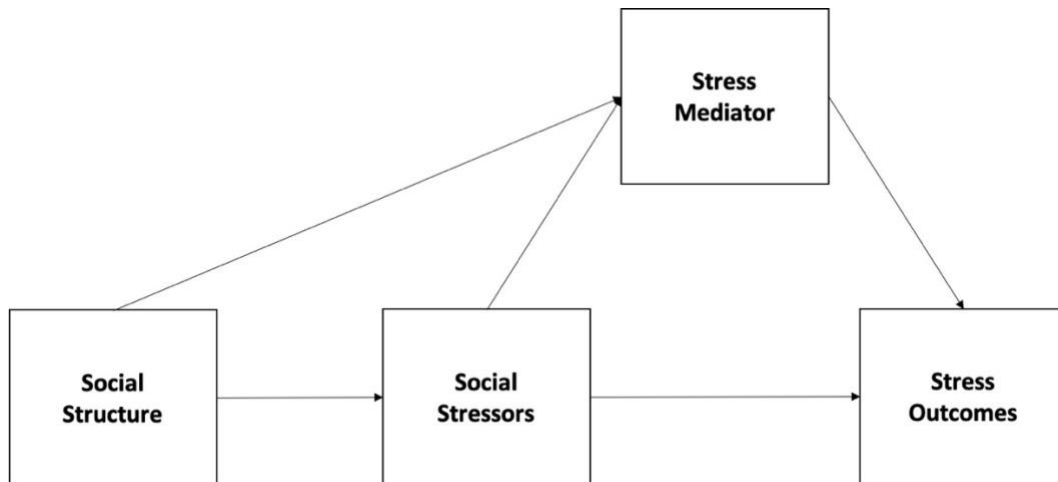 Stress
Mediator
Social
Structure
Social
Stressors
Stress
Outcomes